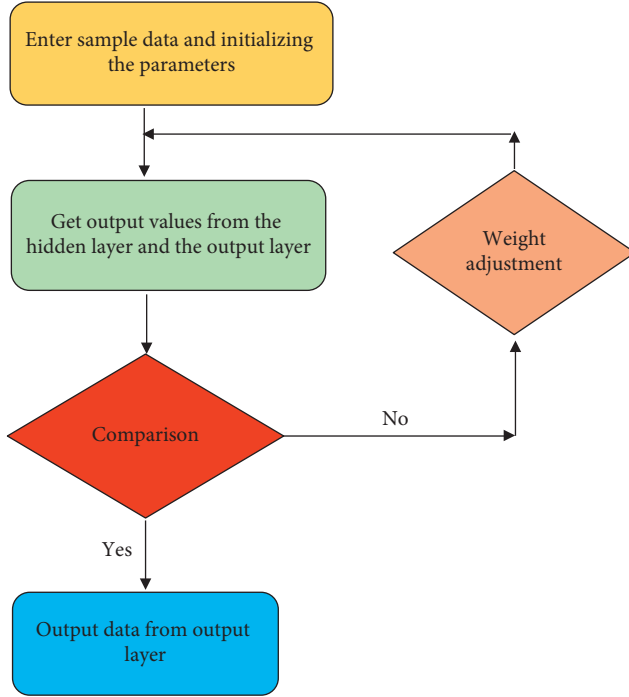 Enter sample data and initializing
the parameters
Get output values from the
hidden layer and the output layer
Weight
adjustment
Comparison
No
Yes
Output data from output
layer